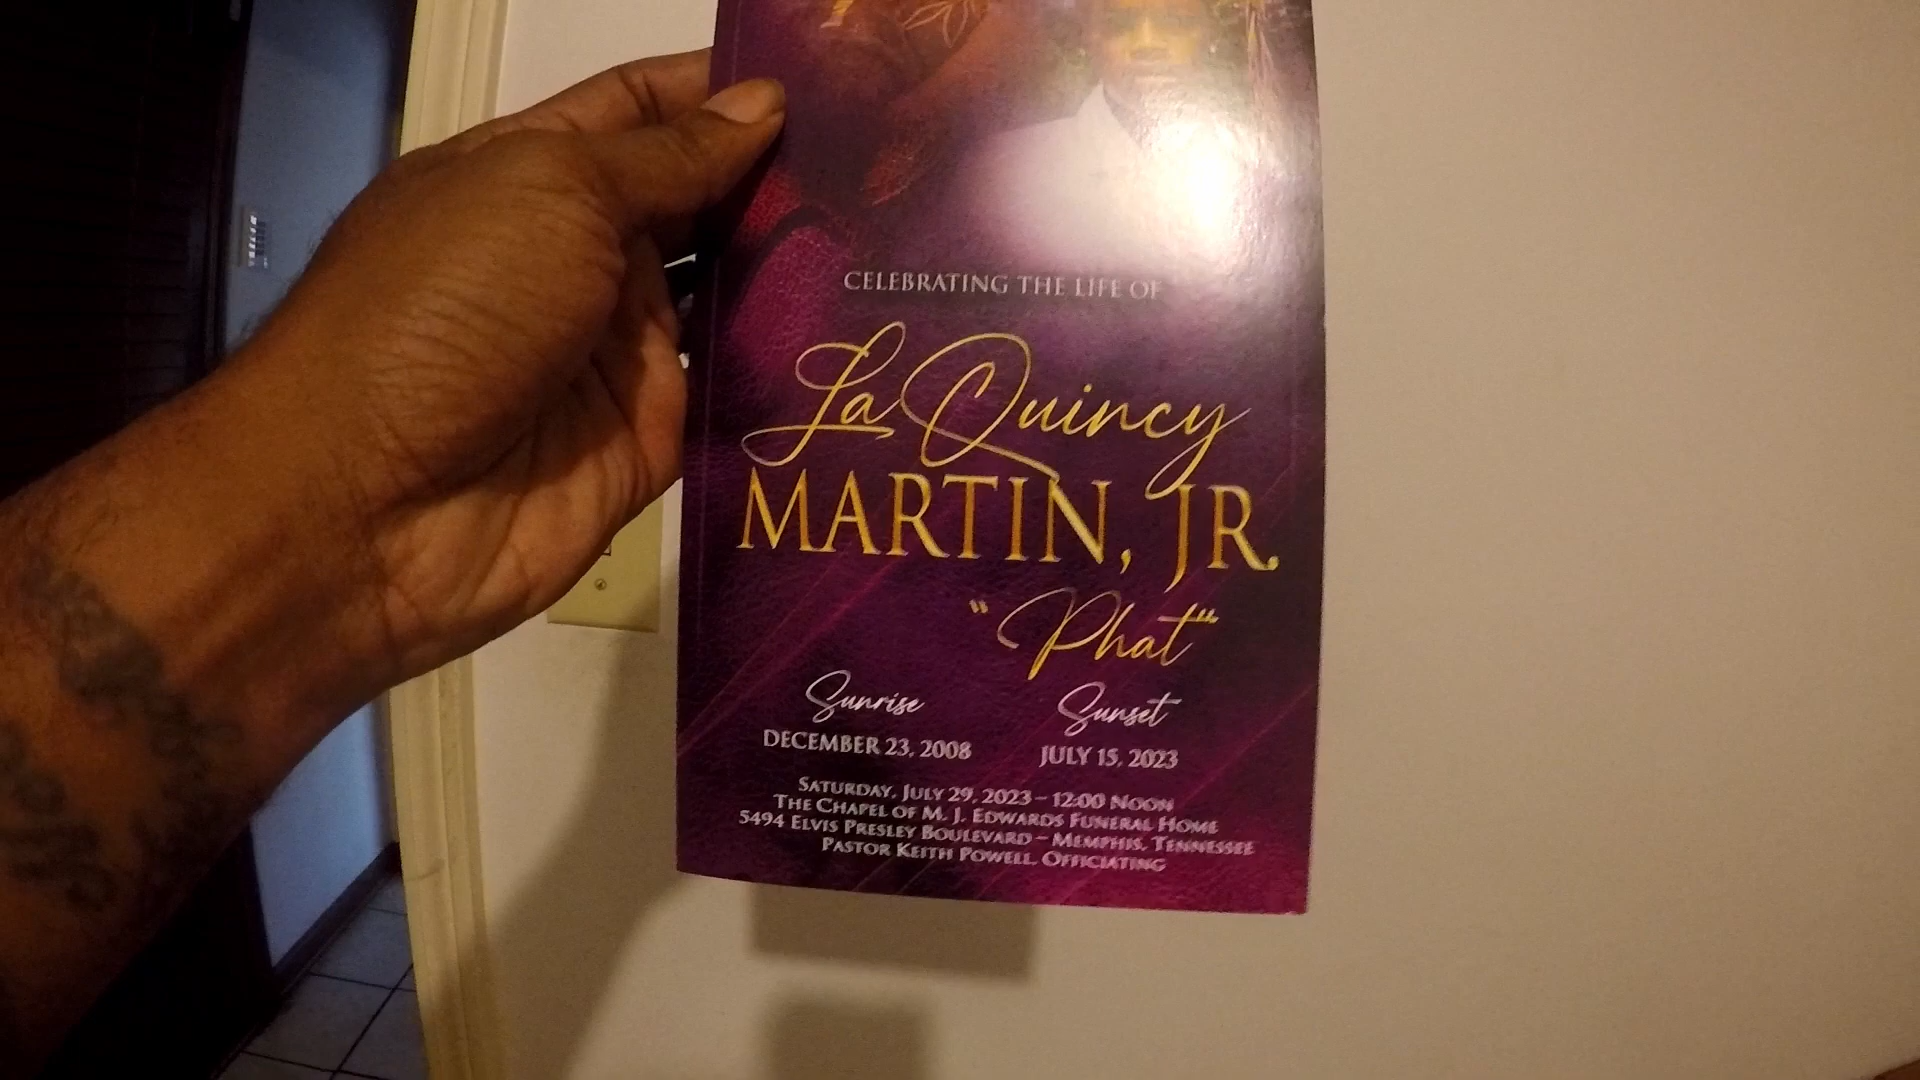 CELEBRATING THE LIFE OF
La Quincy
MARTIN, JR.
"Phat"
Sunrise
DECEMBER 23, 2008
Sunset
JULY 15, 2023
SATURDAY, JULY 29, 2023 – 12:00 NOON
THE CHAPEL OF M. J. EDWARDS FUNERAL HOME
5494 ELVIS PRESLEY BOULEVARD – MEMPHIS, TENNESSEE
PASTOR KEITH POWELL, OFFICIATING